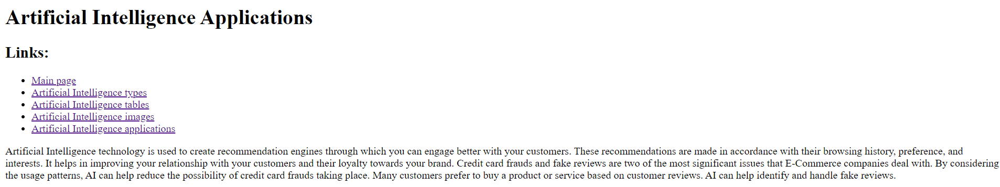 Artificial Intelligence Applications
Links:
Main page
Artificial Intelligence types
Artificial Intelligence tables
Artificial Intelligence images
Artificial Intelligence applications
Artificial Intelligence technology is used to create recommendation engines through which you can engage better with your customers. These recommendations are made in accordance with their browsing history, preference, and
interests. It helps in improving your relationship with your customers and their loyalty towards your brand. Credit card frauds and fake reviews are two of the most significant issues that E-Commerce companies deal with. By considering
the usage patterns, AI can help reduce the possibility of credit card frauds taking place. Many customers prefer to buy a product or service based on customer reviews. AI can help identify and handle fake reviews.